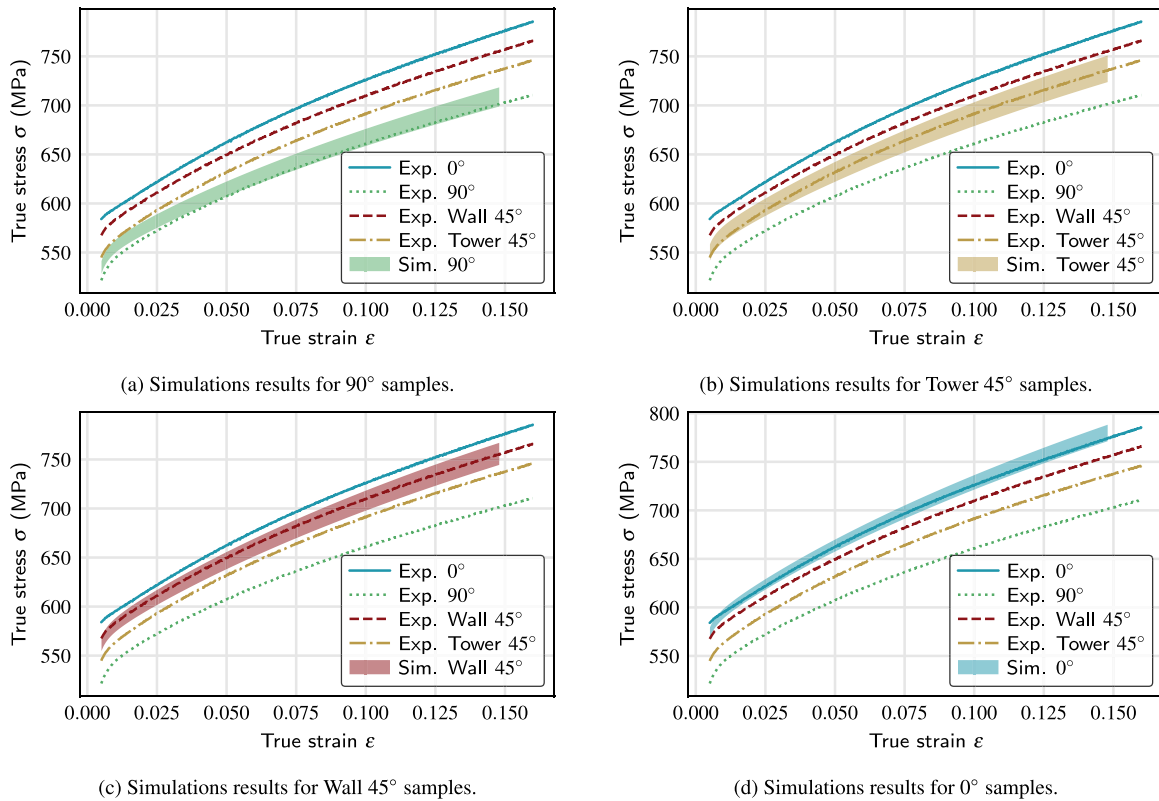 750
700
650
600
550
True stress σ (MPa)
Exp. 0°
Exp. 90°
Exp. Wall 45°
Exp. Tower 45°
Sim. 90°
0.000 0.025 0.050 0.075 0.100 0.125 0.150
True strain ε
(a) Simulations results for 90° samples.
750
700
650
600
550
True stress σ (MPa)
Exp. 0°
Exp. 90°
Exp. Wall 45°
Exp. Tower 45°
Sim. Tower 45°
0.000 0.025 0.050 0.075 0.100 0.125 0.150
True strain ε
(b) Simulations results for Tower 45° samples.
750
700
650
600
550
True stress σ (MPa)
Exp. 0°
Exp. 90°
Exp. Wall 45°
Exp. Tower 45°
Sim. Wall 45°
0.000 0.025 0.050 0.075 0.100 0.125 0.150
True strain ε
(c) Simulations results for Wall 45° samples.
800
750
700
650
600
550
True stress σ (MPa)
Exp. 0°
Exp. 90°
Exp. Wall 45°
Exp. Tower 45°
Sim. 0°
0.000 0.025 0.050 0.075 0.100 0.125 0.150
True strain ε
(d) Simulations results for 0° samples.